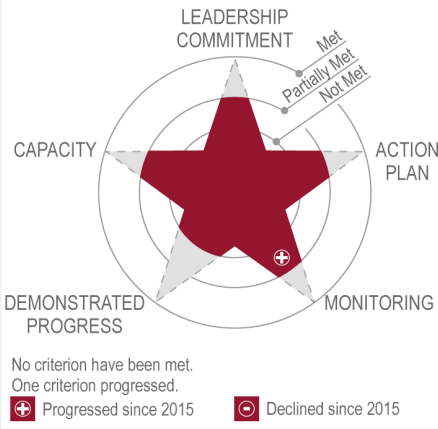 LEADERSHIP
COMMITMENT
Met
Partially Met
Not Met
CAPACITY
ACTION
PLAN
DEMONSTRATED
PROGRESS
MONITORING
No criterion have been met.
One criterion progressed.
Progressed since 2015
Declined since 2015